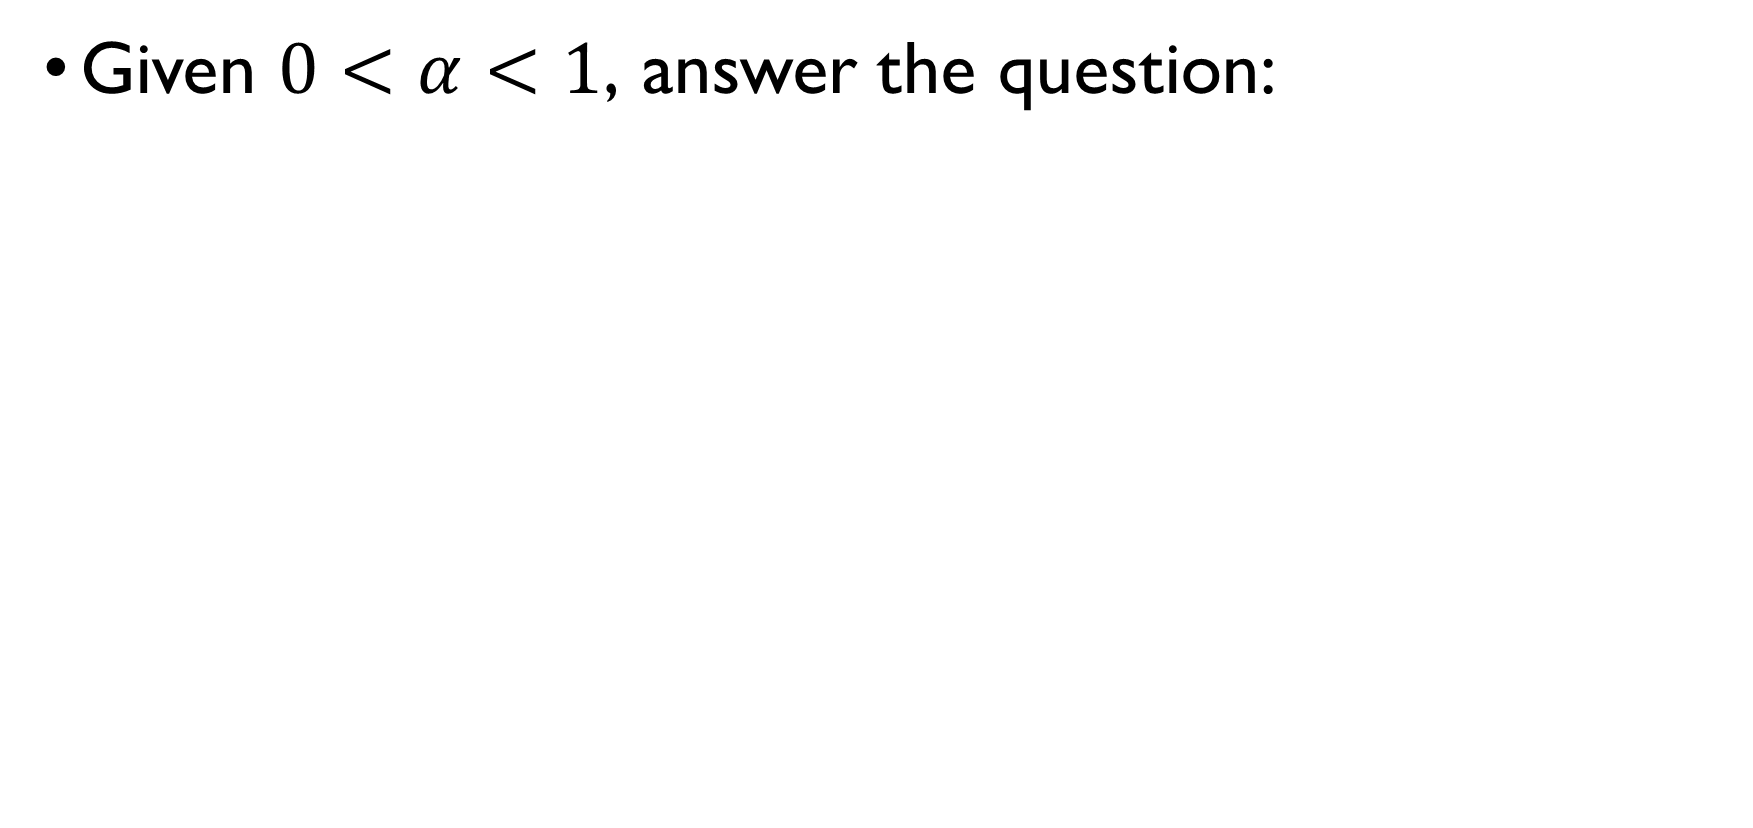 • Given 0 < α < 1, answer the question: